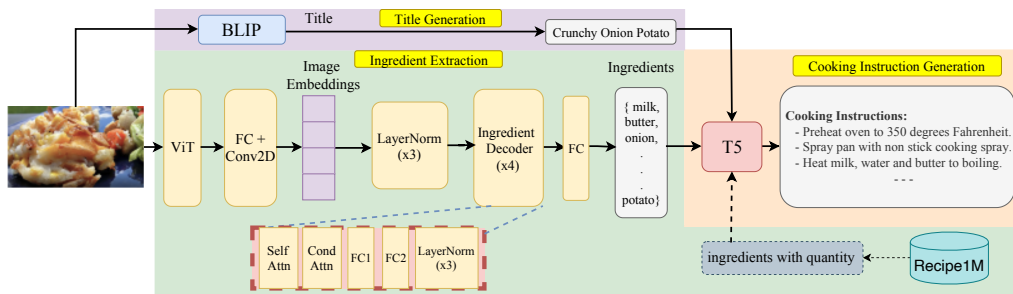 Title
Title Generation
BLIP
Crunchy Onion Potato
Ingredient Extraction
Image
Embeddings
Ingredients
Cooking Instruction Generation
ViT
FC +
Conv2D
LayerNorm
(x3)
Ingredient
Decoder
(x4)
FC
{ milk,
butter,
onion,
.
.
.
potato}
T5
Cooking Instructions:
- Preheat oven to 350 degrees Fahrenheit.
- Spray pan with non stick cooking spray.
- Heat milk, water and butter to boiling.
- - -
Self
Attn
Cond
Attn
FC1
FC2
LayerNorm
(x3)
ingredients with quantity
Recipe1M